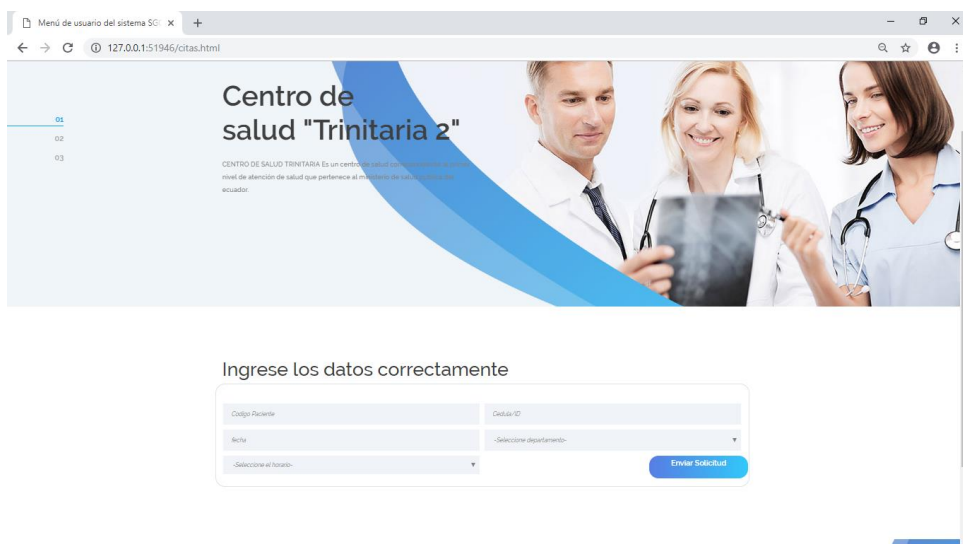 Menú de usuario del sistema SG
127.0.0.1:51946/citas.html
01
02
03
Centro de
salud "Trinitaria 2"
CENTRO DE SALUD TRINITARIA Es un centro de salud
nivel de atención de salud que pertenece al ministerio de salud
ecuador.
Ingrese los datos correctamente
Código Paciente
Cedula/ID
fecha
-Seleccione departamento-
-Seleccione el horario-
Enviar Solicitud